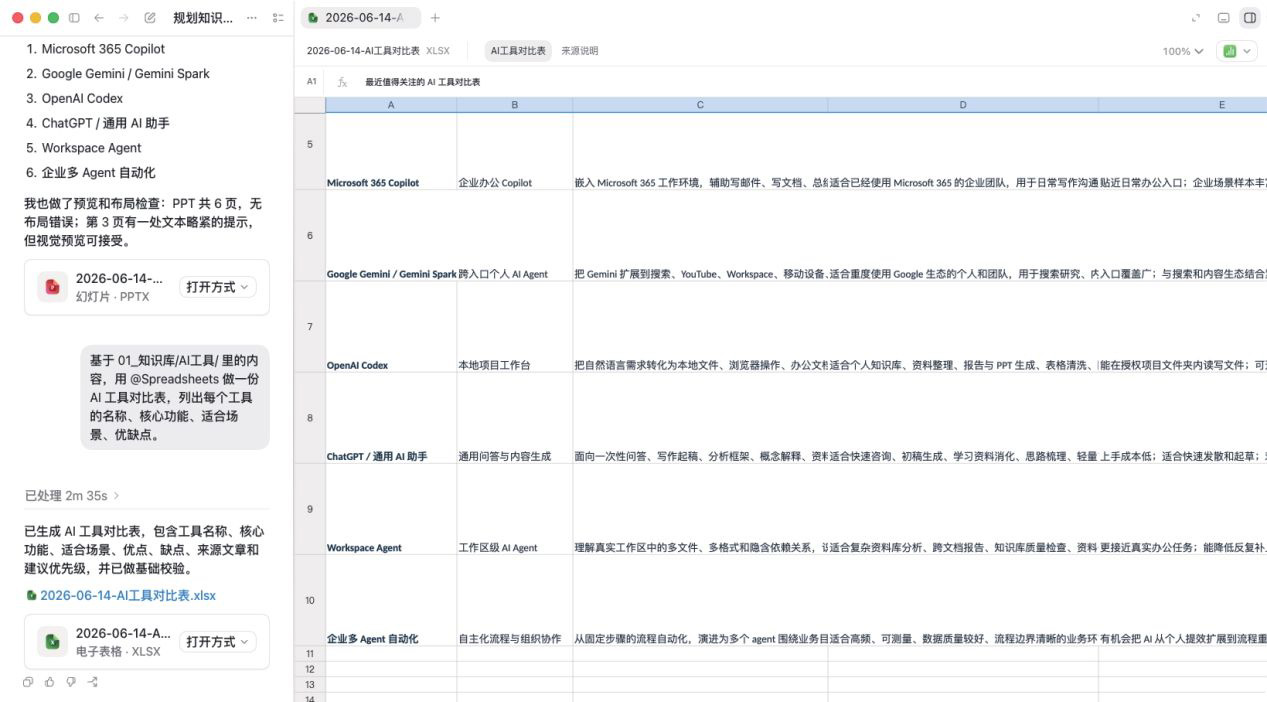 规划知识...
1. Microsoft 365 Copilot
2. Google Gemini / Gemini Spark
3. OpenAI Codex
4. ChatGPT / 通用 AI 助手
5. Workspace Agent
6. 企业多 Agent 自动化
我也做了预览和布局检查：PPT 共 6 页，无
布局错误；第 3 页有一处文本略紧的提示，
但视觉预览可接受。
2026-06-14-...
幻灯片 · PPTX
打开方式
基于 01_知识库/AI工具/ 里的内
容，用 @Spreadsheets 做一份
AI 工具对比表，列出每个工具
的名称、核心功能、适合场
景、优缺点。
已处理 2m 35s
已生成 AI 工具对比表，包含工具名称、核心
功能、适合场景、优点、缺点、来源文章和
建议优先级，并已做基础校验。
2026-06-14-AI工具对比表.xlsx
2026-06-14-A...
电子表格 · XLSX
打开方式
2026-06-14-A
2026-06-14-AI工具对比表 XLSX
AI工具对比表
来源说明
100%
A1
fx
最近值得关注的 AI 工具对比表
A B C D E
5
Microsoft 365 Copilot
企业办公 Copilot
嵌入 Microsoft 365 工作环境，辅助写邮件、写文档、总
适合已经使用 Microsoft 365 的企业团队，用于日常写作沟通
贴近日常办公入口；企业场景样本丰
6
Google Gemini / Gemini Spark
跨入口个人 AI Agent
把 Gemini 扩展到搜索、YouTube、Workspace、移动设备、
适合重度使用 Google 生态的个人和团队，用于搜索研究、内
入口覆盖广；与搜索和内容生态结合
7
OpenAI Codex
本地项目工作台
把自然语言需求转化为本地文件、浏览器操作、办公文档
适合个人知识库、资料整理、报告与 PPT 生成、表格清洗、
能在授权项目文件夹内读写文件；可
8
ChatGPT / 通用 AI 助手
通用问答与内容生成
面向一次性问答、写作起稿、分析框架、概念解释、资料
适合快速咨询、初稿生成、学习资料消化、思路梳理、轻量
上手成本低；适合快速发散和起草；
9
Workspace Agent
工作区级 AI Agent
理解真实工作区中的多文件、多格式和隐含依赖关系，
适合复杂资料库分析、跨文档报告、知识库质量检查、资料
更接近真实办公任务；能降低反复补
10
企业多 Agent 自动化
自主化流程与组织协作
从固定步骤的流程自动化，演进为多个 agent 围绕业务目
适合高频、可测量、数据质量较好、流程边界清晰的业务环
有机会把 AI 从个人提效扩展到流程重
11
12
13
14